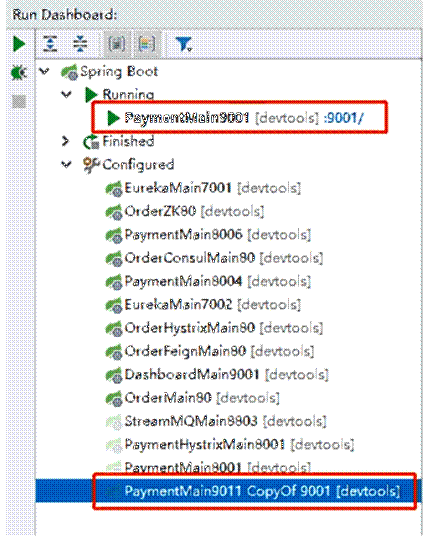 Run Dashboard:
Spring Boot
Running
PaymentMain9001 [devtools] :9001/
Finished
Configured
EurekaMain7001 [devtools]
OrderZK80 [devtools]
PaymentMain8006 [devtools]
OrderConsulMain80 [devtools]
PaymentMain8004 [devtools]
EurekaMain7002 [devtools]
OrderHystrixMain80 [devtools]
OrderFeignMain80 [devtools]
DashboardMain9001 [devtools]
OrderMain80 [devtools]
StreamMQMain8803 [devtools]
PaymentHystrixMain8001 [devtools]
PaymentMain8001 [devtools]
PaymentMain9011 CopyOf 9001 [devtools]